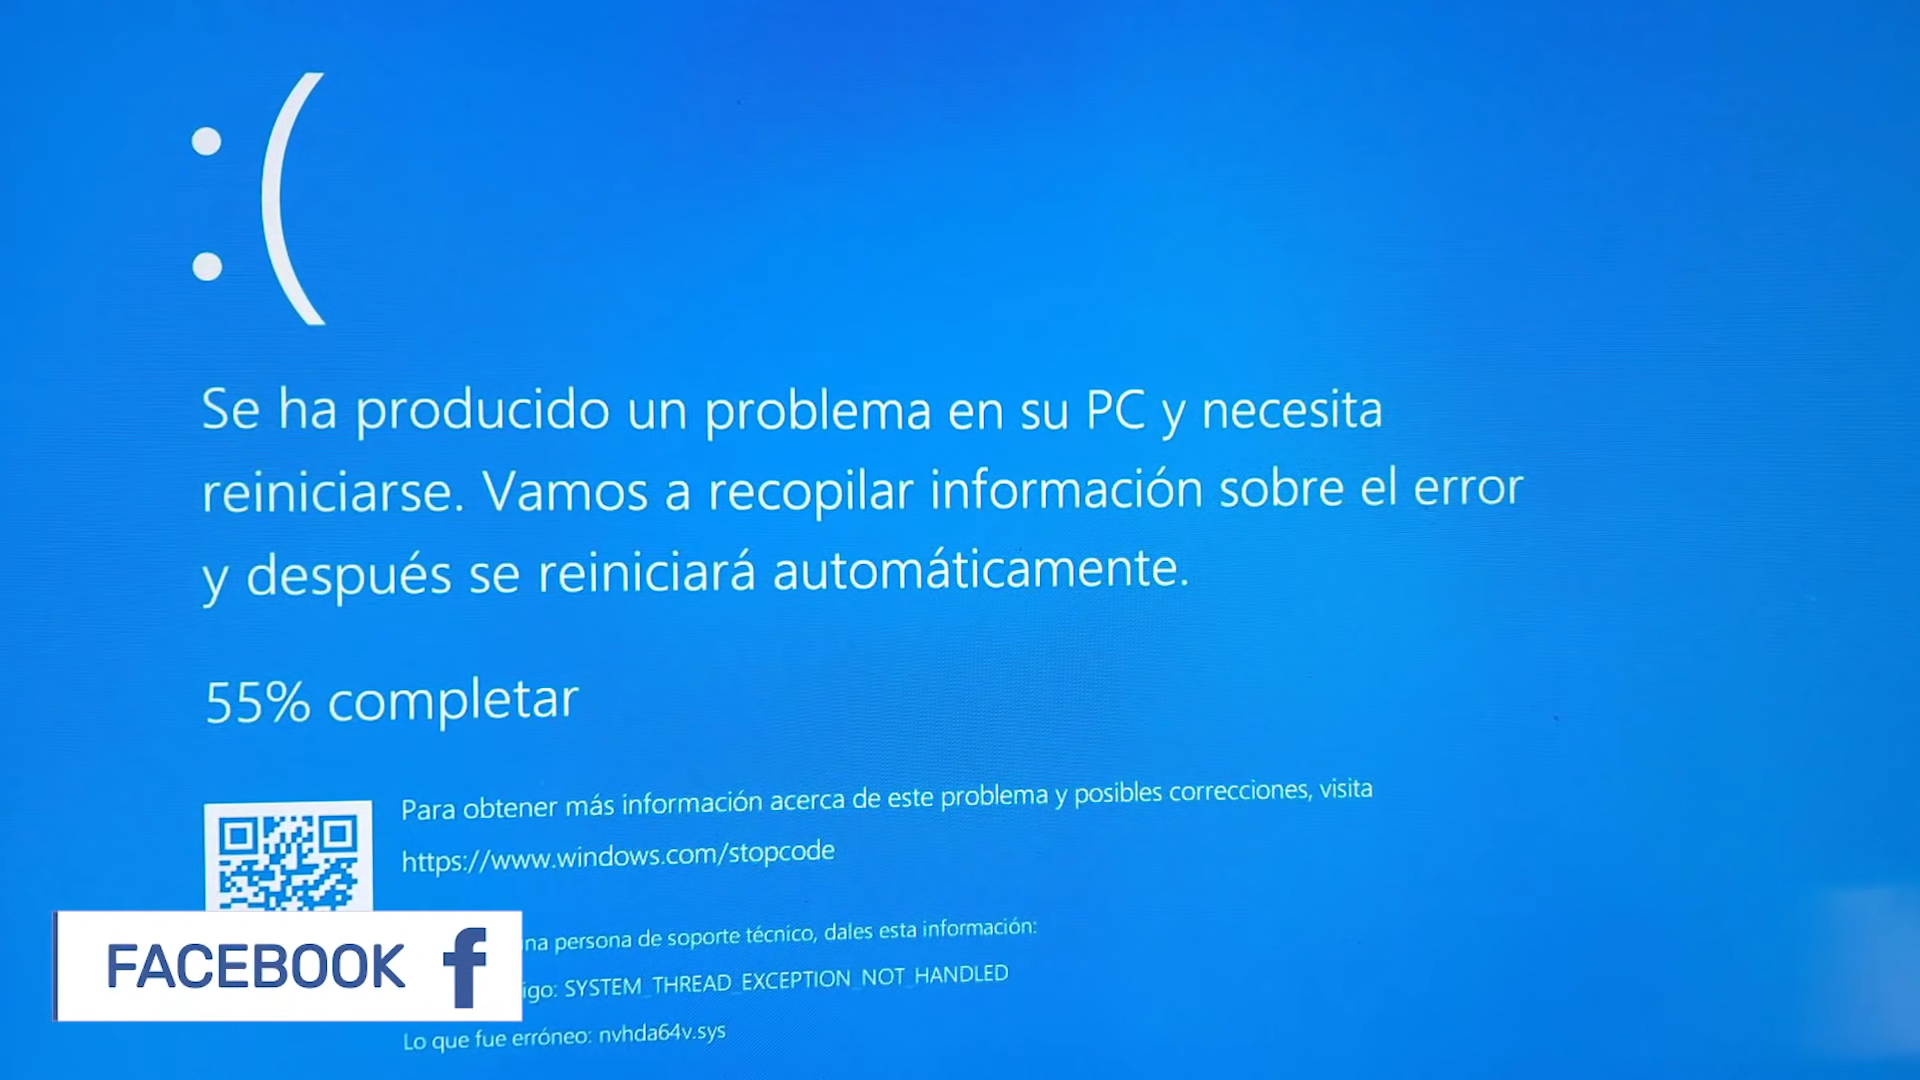 :(
Se ha producido un problema en su PC y necesita
reiniciarse. Vamos a recopilar información sobre el error
y después se reiniciará automáticamente.
55% completar
Para obtener más información acerca de este problema y posibles correcciones, visita
https://www.windows.com/stopcode
persona de soporte técnico, dales esta información:
SYSTEM_THREAD_EXCEPTION_NOT_HANDLED
Lo que fue erróneo: nvhda64v.sys
FACEBOOK f